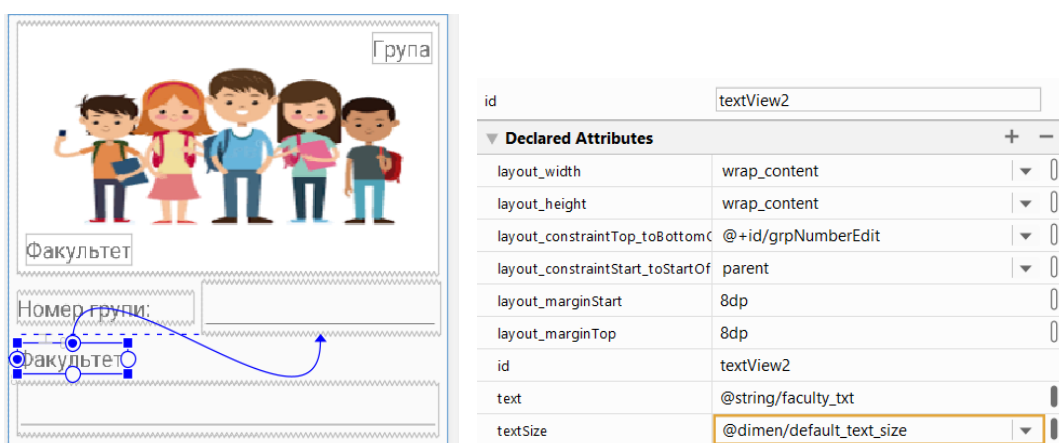 Група
Факультет
Номер групи:
Факультет
id textView2
Declared Attributes
layout_width wrap_content
layout_height wrap_content
layout_constraintTop_toBottomO @+id/grpNumberEdit
layout_constraintStart_toStartOf parent
layout_marginStart 8dp
layout_marginTop 8dp
id textView2
text @string/faculty_txt
textSize @dimen/default_text_size